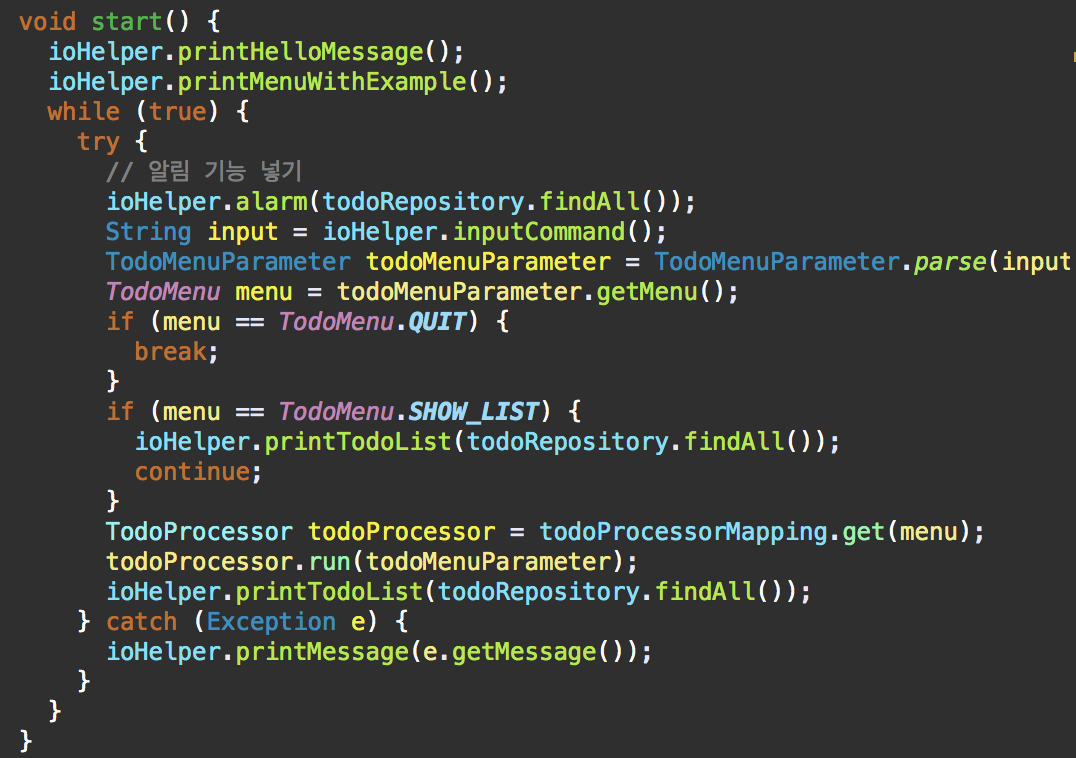 void start() {
ioHelper.printHelloMessage();
ioHelper.printMenuWithExample();
while (true) {
try {
// 알림 기능 넣기
ioHelper.alarm(todoRepository.findAll());
String input = ioHelper.inputCommand();
TodoMenuParameter todoMenuParameter = TodoMenuParameter.parse(input
TodoMenu menu = todoMenuParameter.getMenu();
if (menu == TodoMenu.QUIT) {
break;
}
if (menu == TodoMenu.SHOW_LIST) {
ioHelper.printTodoList(todoRepository.findAll());
continue;
}
TodoProcessor todoProcessor = todoProcessorMapping.get(menu);
todoProcessor.run(todoMenuParameter);
ioHelper.printTodoList(todoRepository.findAll());
} catch (Exception e) {
ioHelper.printMessage(e.getMessage());
}
}
}